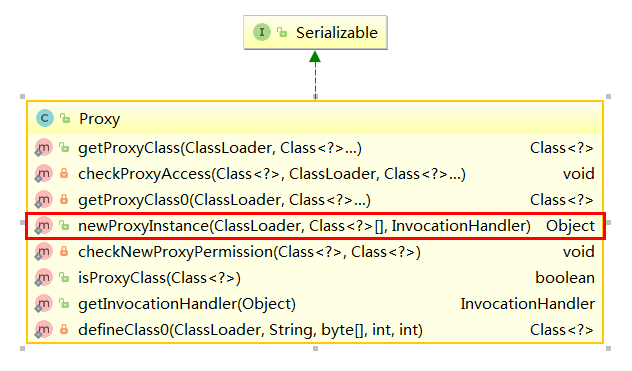 I Serializable
C Proxy
m getProxyClass(ClassLoader, Class<?>...) Class<?>
m checkProxyAccess(Class<?>, ClassLoader, Class<?>...) void
m getProxyClass0(ClassLoader, Class<?>...) Class<?>
m newProxyInstance(ClassLoader, Class<?>[], InvocationHandler) Object
m checkNewProxyPermission(Class<?>, Class<?>) void
m isProxyClass(Class<?>) boolean
m getInvocationHandler(Object) InvocationHandler
m defineClass0(ClassLoader, String, byte[], int, int) Class<?>